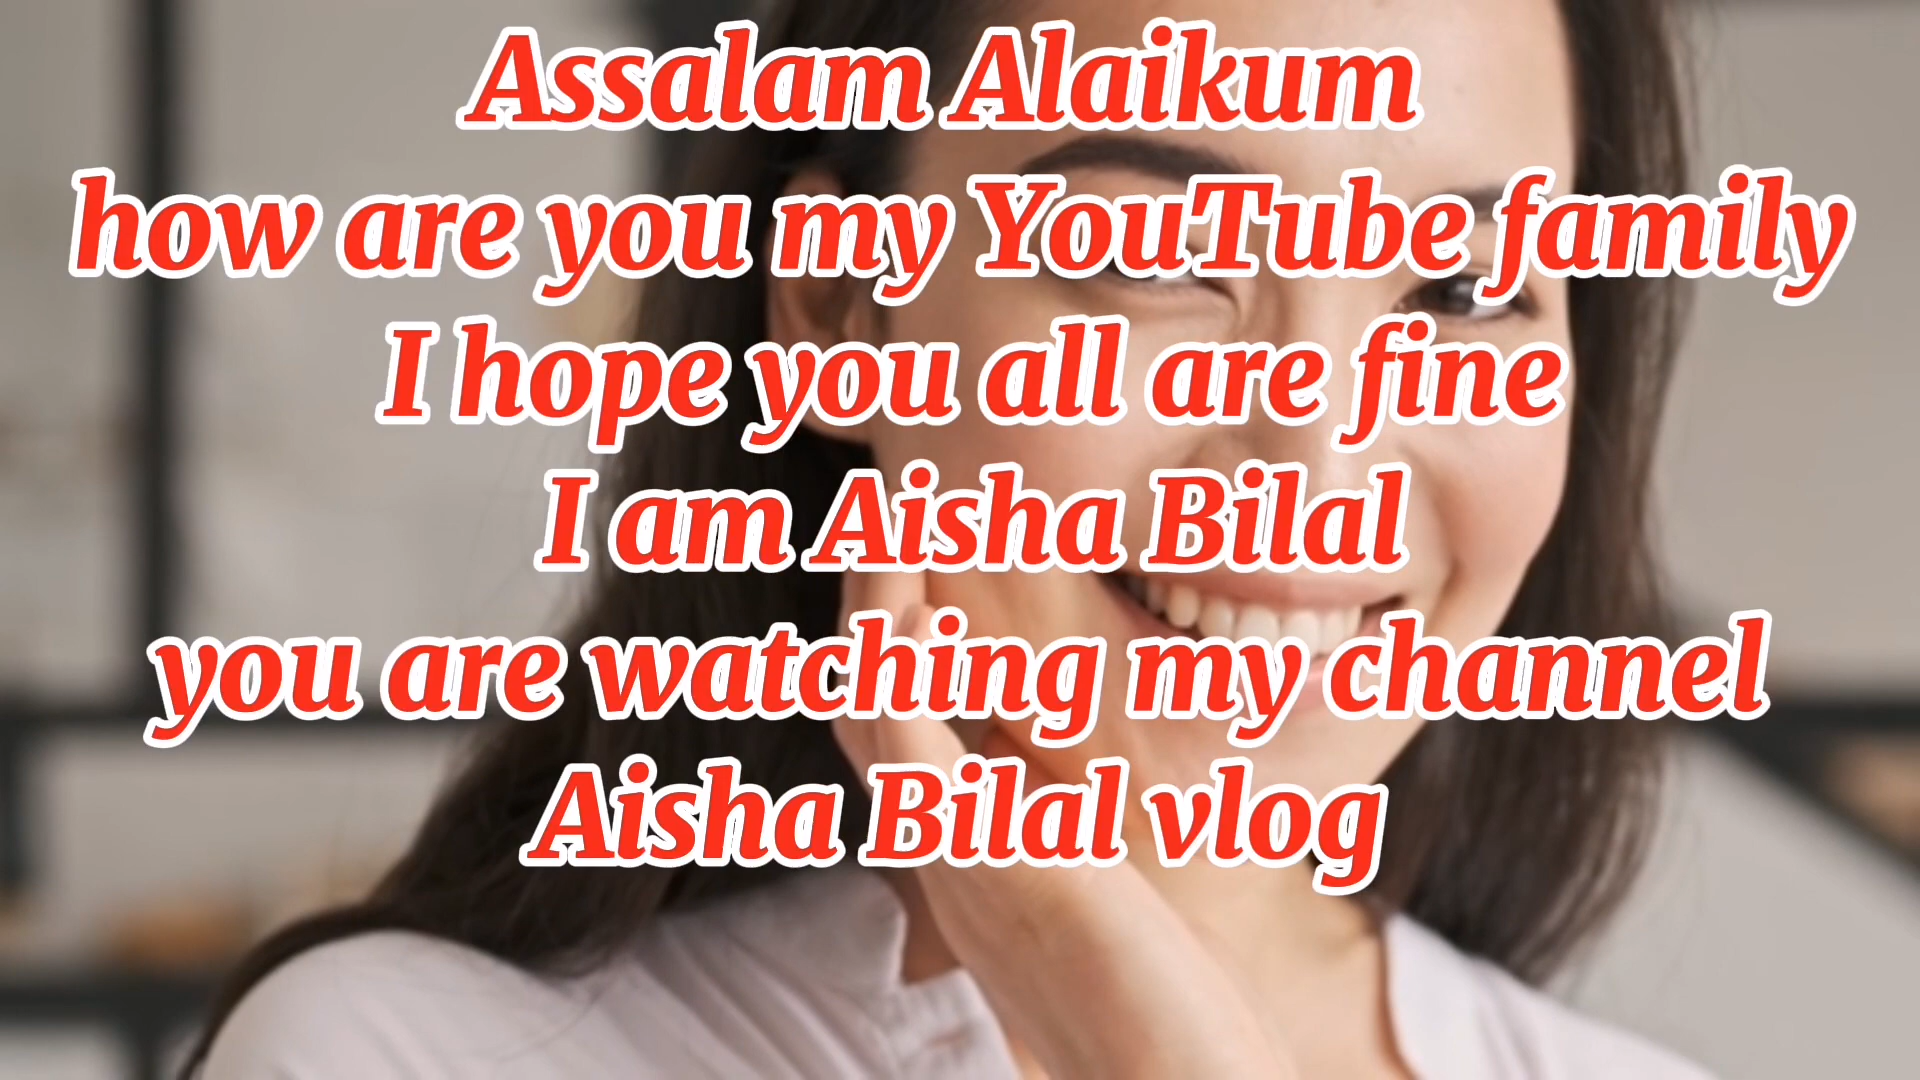 Assalam Alaikum
how are you my YouTube family
I hope you all are fine
I am Aisha Bilal
you are watching my channel
Aisha Bilal vlog